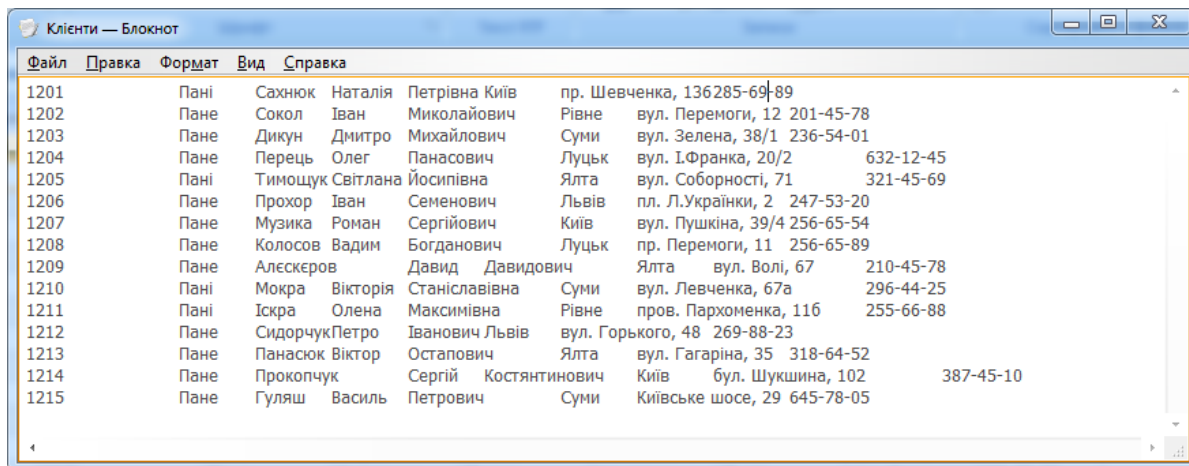 Клієнти — Блокнот
Файл Правка Формат Вид Справка
1201 Пані Сахнюк Наталія Петрівна Київ пр. Шевченка, 136 285-69-89
1202 Пане Сокол Іван Миколайович Рівне вул. Перемоги, 12 201-45-78
1203 Пане Дикун Дмитро Михайлович Суми вул. Зелена, 38/1 236-54-01
1204 Пане Перець Олег Панасович Луцьк вул. І.Франка, 20/2 632-12-45
1205 Пані Тимощук Світлана Йосипівна Ялта вул. Соборності, 71 321-45-69
1206 Пане Прохор Іван Семенович Львів пл. Л.Українки, 2 247-53-20
1207 Пане Музика Роман Сергійович Київ вул. Пушкіна, 39/4 256-65-54
1208 Пане Колосов Вадим Богданович Луцьк пр. Перемоги, 11 256-65-89
1209 Пане Алєскєров Давид Давидович Ялта вул. Волі, 67 210-45-78
1210 Пані Мокра Вікторія Станіславівна Суми вул. Левченка, 67а 296-44-25
1211 Пані Іскра Олена Максимівна Рівне пров. Пархоменка, 11б 255-66-88
1212 Пане Сидорчук Петро Іванович Львів вул. Горького, 48 269-88-23
1213 Пане Панасюк Віктор Остапович Ялта вул. Гагаріна, 35 318-64-52
1214 Пане Прокопчук Сергій Костянтинович Київ бул. Шукшина, 102 387-45-10
1215 Пане Гуляш Василь Петрович Суми Київське шосе, 29 645-78-05